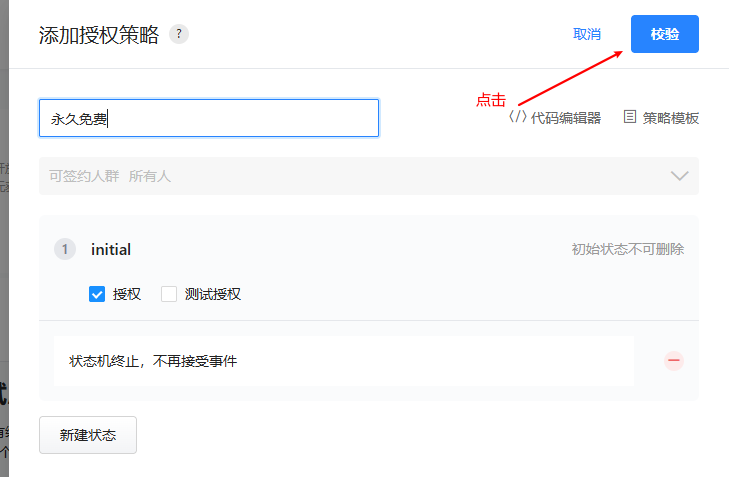 添加授权策略 ? 取消 校验
点击
永久免费 </> 代码编辑器 策略模板
可签约人群 所有人
1 initial 初始状态不可删除
授权 测试授权
状态机终止，不再接受事件
新建状态